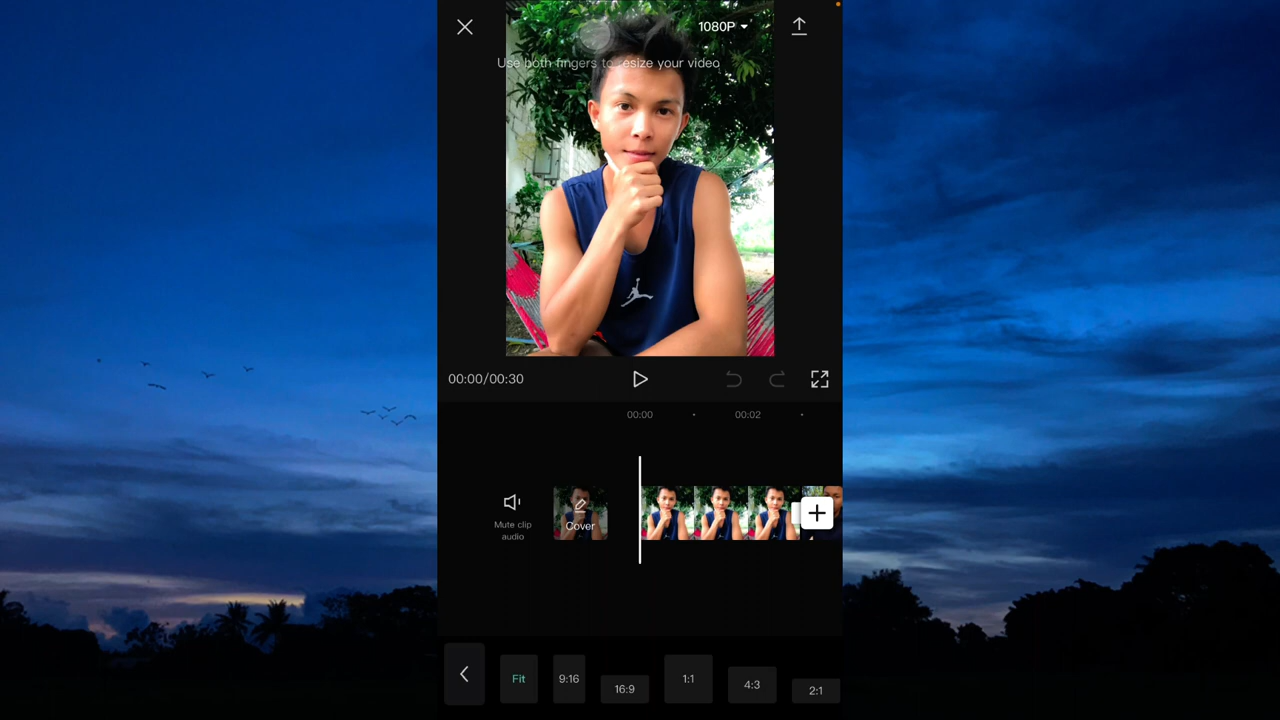 1080P
Use both fingers to resize your video
00:00/00:30
00:00
00:02
Mute clip
audio
Cover
Fit
9:16
16:9
1:1
4:3
2:1